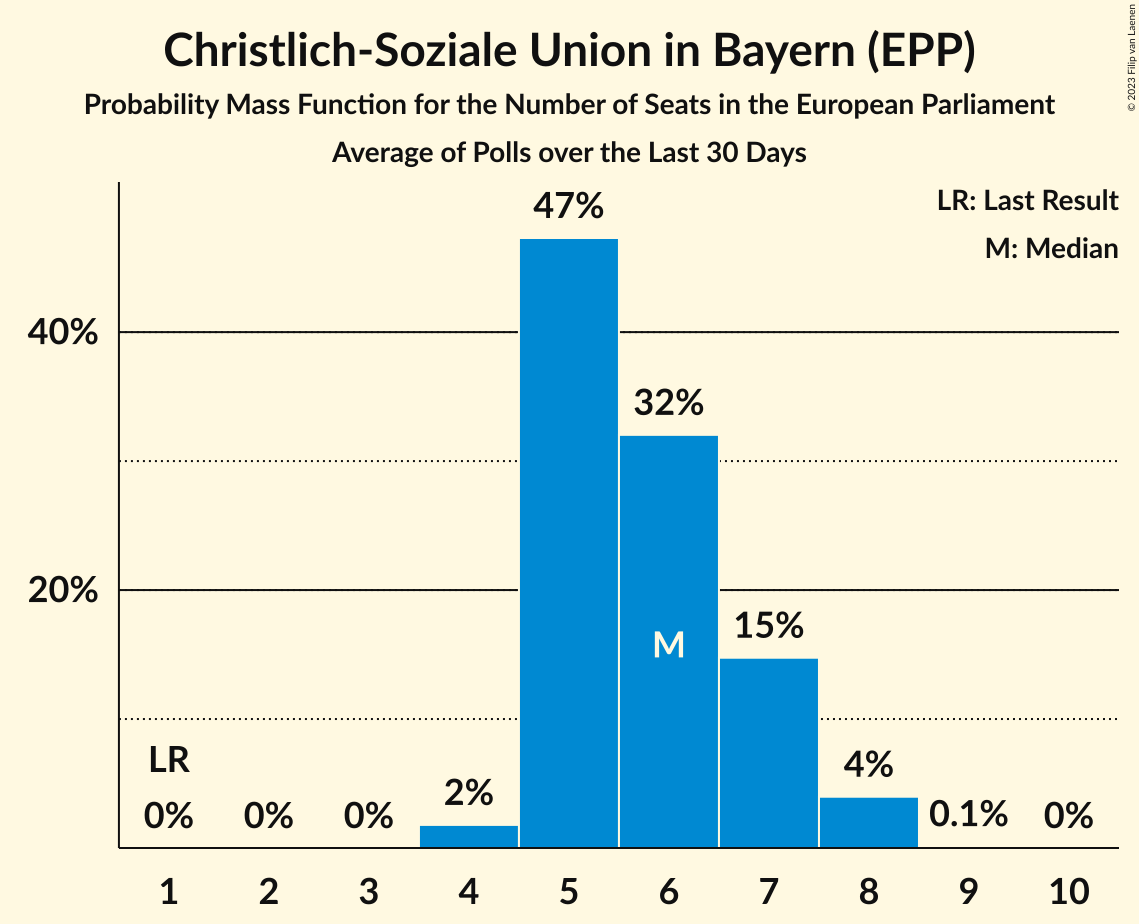 Christlich-Soziale Union in Bayern (EPP)
Probability Mass Function for the Number of Seats in the European Parliament
Average of Polls over the Last 30 Days
© 2023 Filip van Laenen
LR: Last Result
M: Median
47%
40%
32%
20%
15%
M
LR
4%
2%
0% 0% 0% 0.1% 0%
1 2 3 4 5 6 7 8 9 10